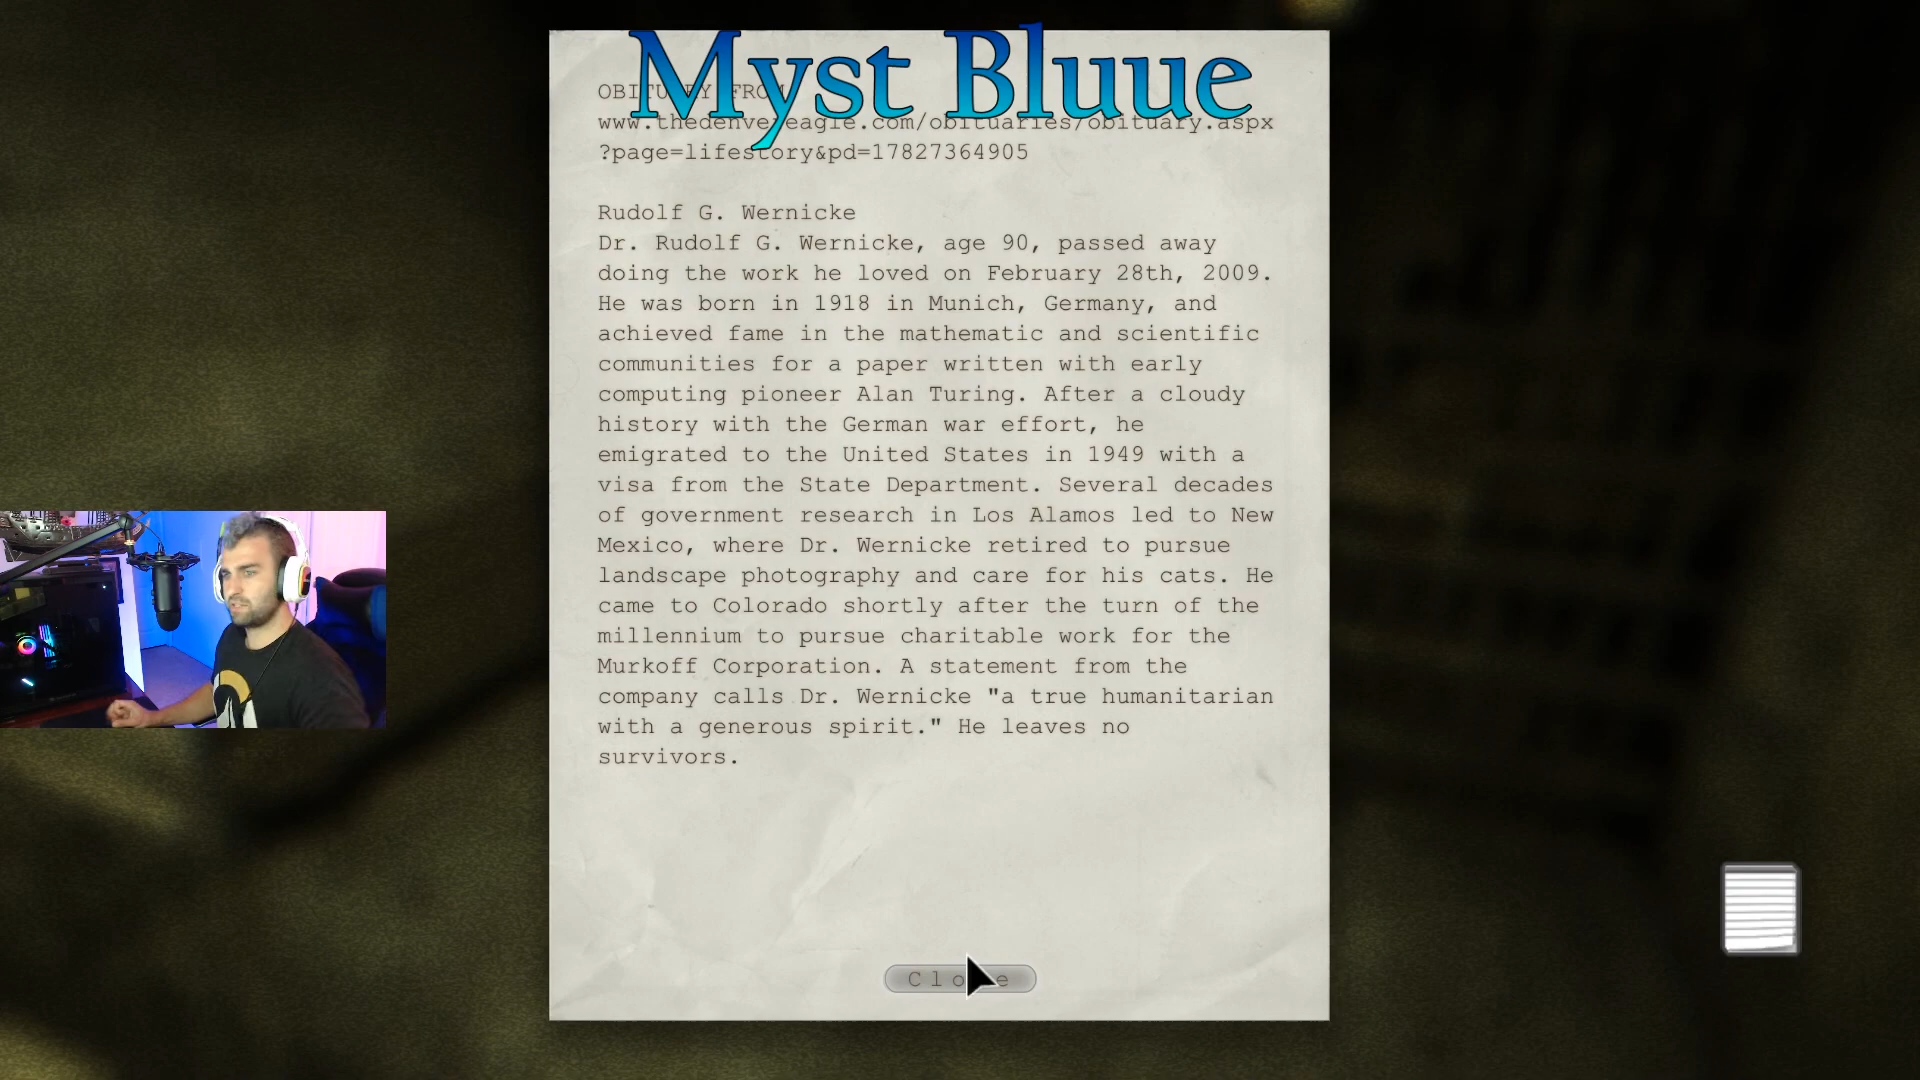 Myst Bluue
OBITUARY FROM
www.thedenvereagle.com/obituaries/obituary.aspx
?page=lifestory&pd=17827364905
Rudolf G. Wernicke
Dr. Rudolf G. Wernicke, age 90, passed away
doing the work he loved on February 28th, 2009.
He was born in 1918 in Munich, Germany, and
achieved fame in the mathematic and scientific
communities for a paper written with early
computing pioneer Alan Turing. After a cloudy
history with the German war effort, he
emigrated to the United States in 1949 with a
visa from the State Department. Several decades
of government research in Los Alamos led to New
Mexico, where Dr. Wernicke retired to pursue
landscape photography and care for his cats. He
came to Colorado shortly after the turn of the
millennium to pursue charitable work for the
Murkoff Corporation. A statement from the
company calls Dr. Wernicke "a true humanitarian
with a generous spirit." He leaves no
survivors.
Close